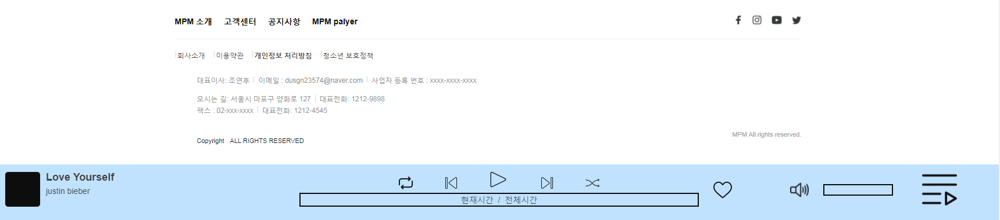 MPM 소개 고객센터 공지사항 MPM palyer
회사소개 이용약관 개인정보 처리방침 청소년 보호정책
대표이사: 조연후 이메일 : dusgn23574@naver.com 사업자 등록 번호 : xxxx-xxxx-xxxx
오시는 길: 서울시 마포구 양화로 127 대표전화: 1212-9898
팩스 : 02-xxx-xxxx 대표전화: 1212-4545
MPM All rights reserved.
Copyright ALL RIGHTS RESERVED
Love Yourself
justin bieber
현재시간 / 전체시간